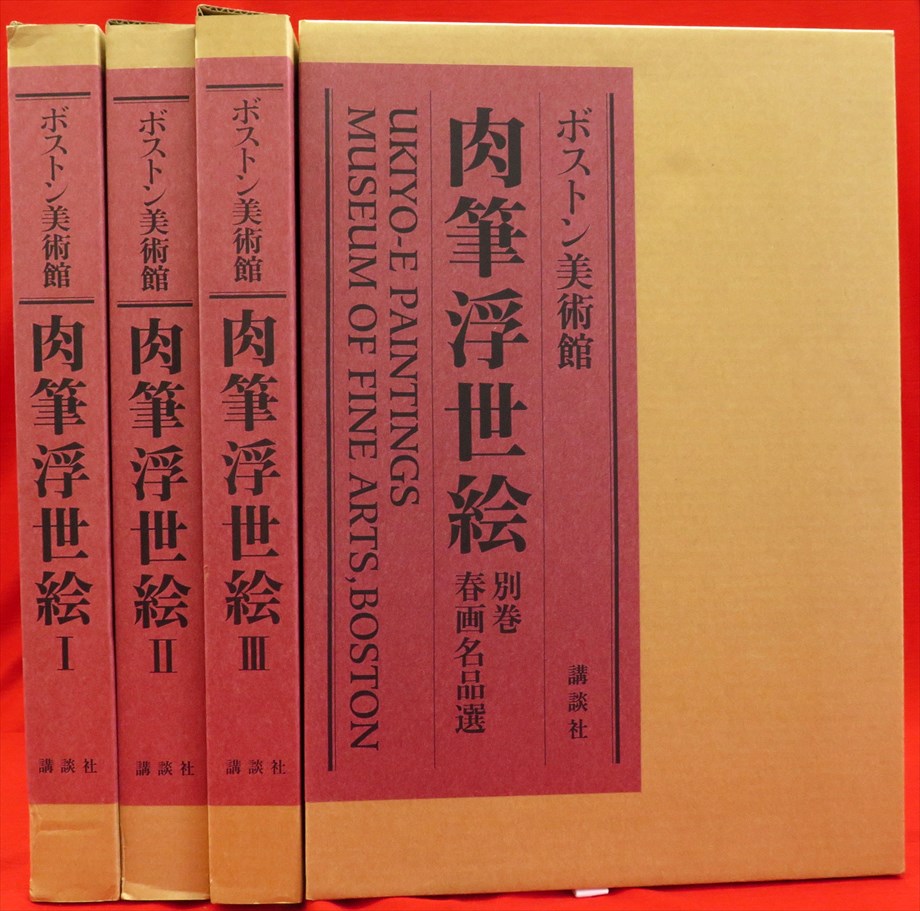 ボストン美術館
肉筆浮世絵 I
講談社
ボストン美術館
肉筆浮世絵 II
講談社
ボストン美術館
肉筆浮世絵 III
講談社
ボストン美術館
講談社
肉筆浮世絵
別巻
春画名品選
UKIYO-E PAINTINGS
MUSEUM OF FINE ARTS,BOSTON